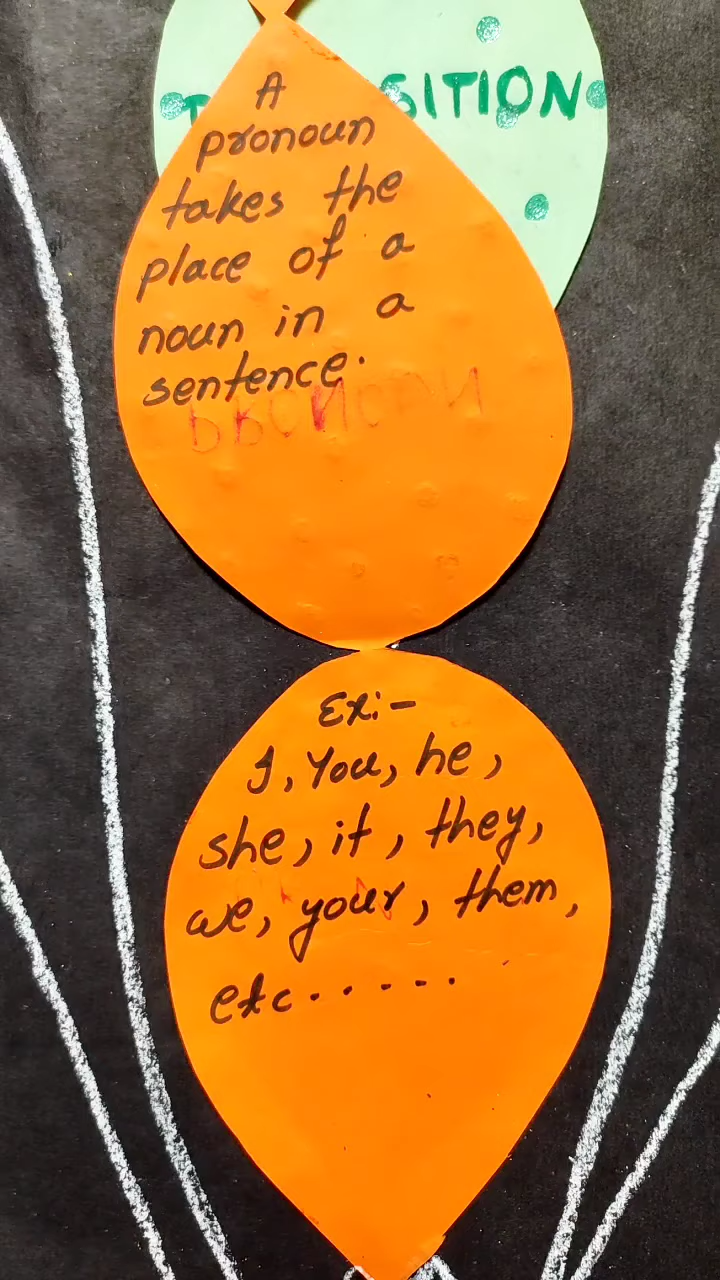 SITION
A
pronoun
takes the
place of a
noun in a
sentence.
PRONOUN
Ex:-
I, You, he,
she, it, they,
we, your, them,
etc.....